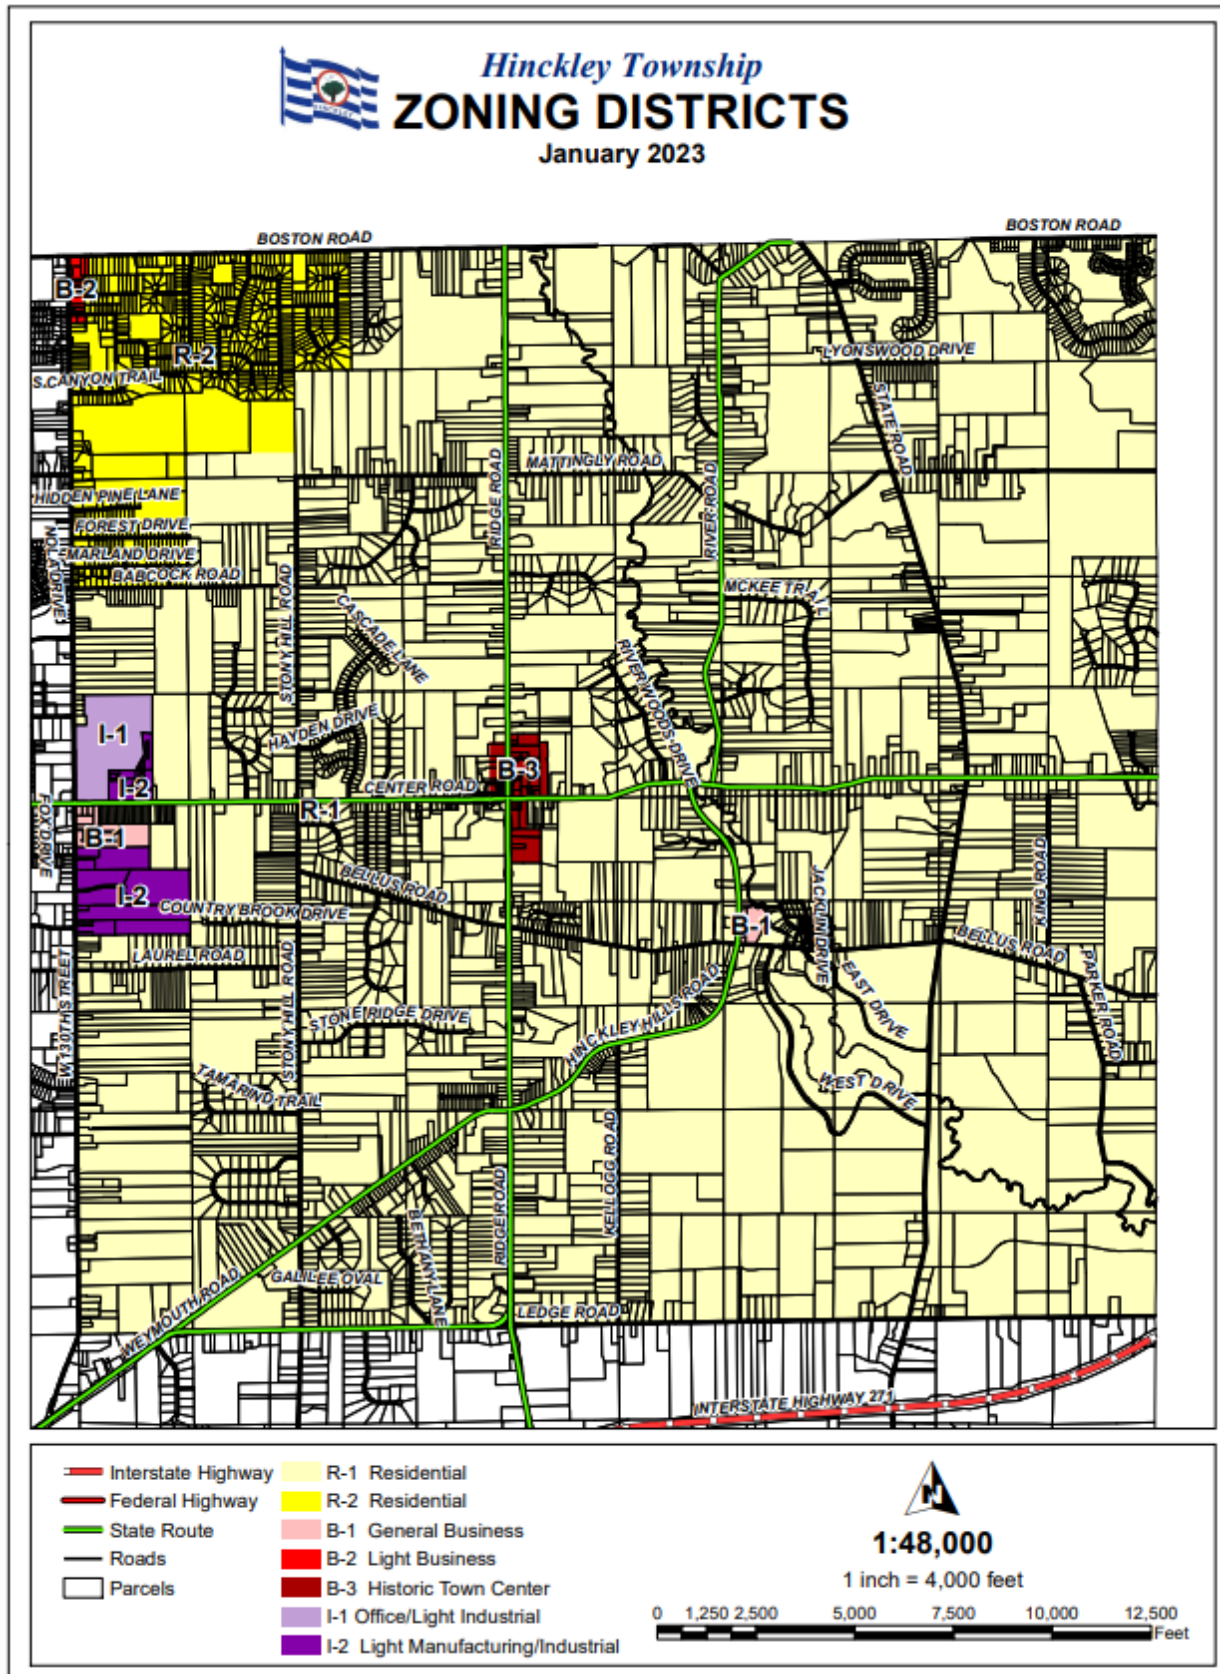 Hinckley Township
HINCKLEY
ZONING DISTRICTS
January 2023
BOSTON ROAD
BOSTON ROAD
B-2
R-2
LYONSWOOD DRIVE
S.CANYON TRAIL
STATE ROAD
MATTINGLY ROAD
RIDGE ROAD
RIVER ROAD
HIDDEN PINE LANE
FOREST DRIVE
NOLA DRIVE
MARLAND DRIVE
BABCOCK ROAD
STONY HILL ROAD
MCKEE TRAIL
CASCADE LANE
RIVERWOODS DRIVE
I-1
HAYDEN DRIVE
B-3
I-2
CENTER ROAD
R-1
FOX DRIVE
B-1
BELLUS ROAD
JACKLIN DRIVE
KING ROAD
I-2
COUNTRY BROOK DRIVE
B-1
BELLUS ROAD
LAUREL ROAD
EAST DRIVE
PARKER ROAD
W 130TH STREET
STONY HILL ROAD
HINCKLEY HILLS ROAD
STONE RIDGE DRIVE
TAMARIND TRAIL
WEST DRIVE
KELLOGG ROAD
RIDGE ROAD
BETHANY LANE
GALILEE OVAL
WEYMOUTH ROAD
LEDGE ROAD
INTERSTATE HIGHWAY 271
Interstate Highway
Federal Highway
State Route
Roads
Parcels
R-1 Residential
R-2 Residential
B-1 General Business
B-2 Light Business
B-3 Historic Town Center
I-1 Office/Light Industrial
I-2 Light Manufacturing/Industrial
N
1:48,000
1 inch = 4,000 feet
0 1,250 2,500 5,000 7,500 10,000 12,500
Feet